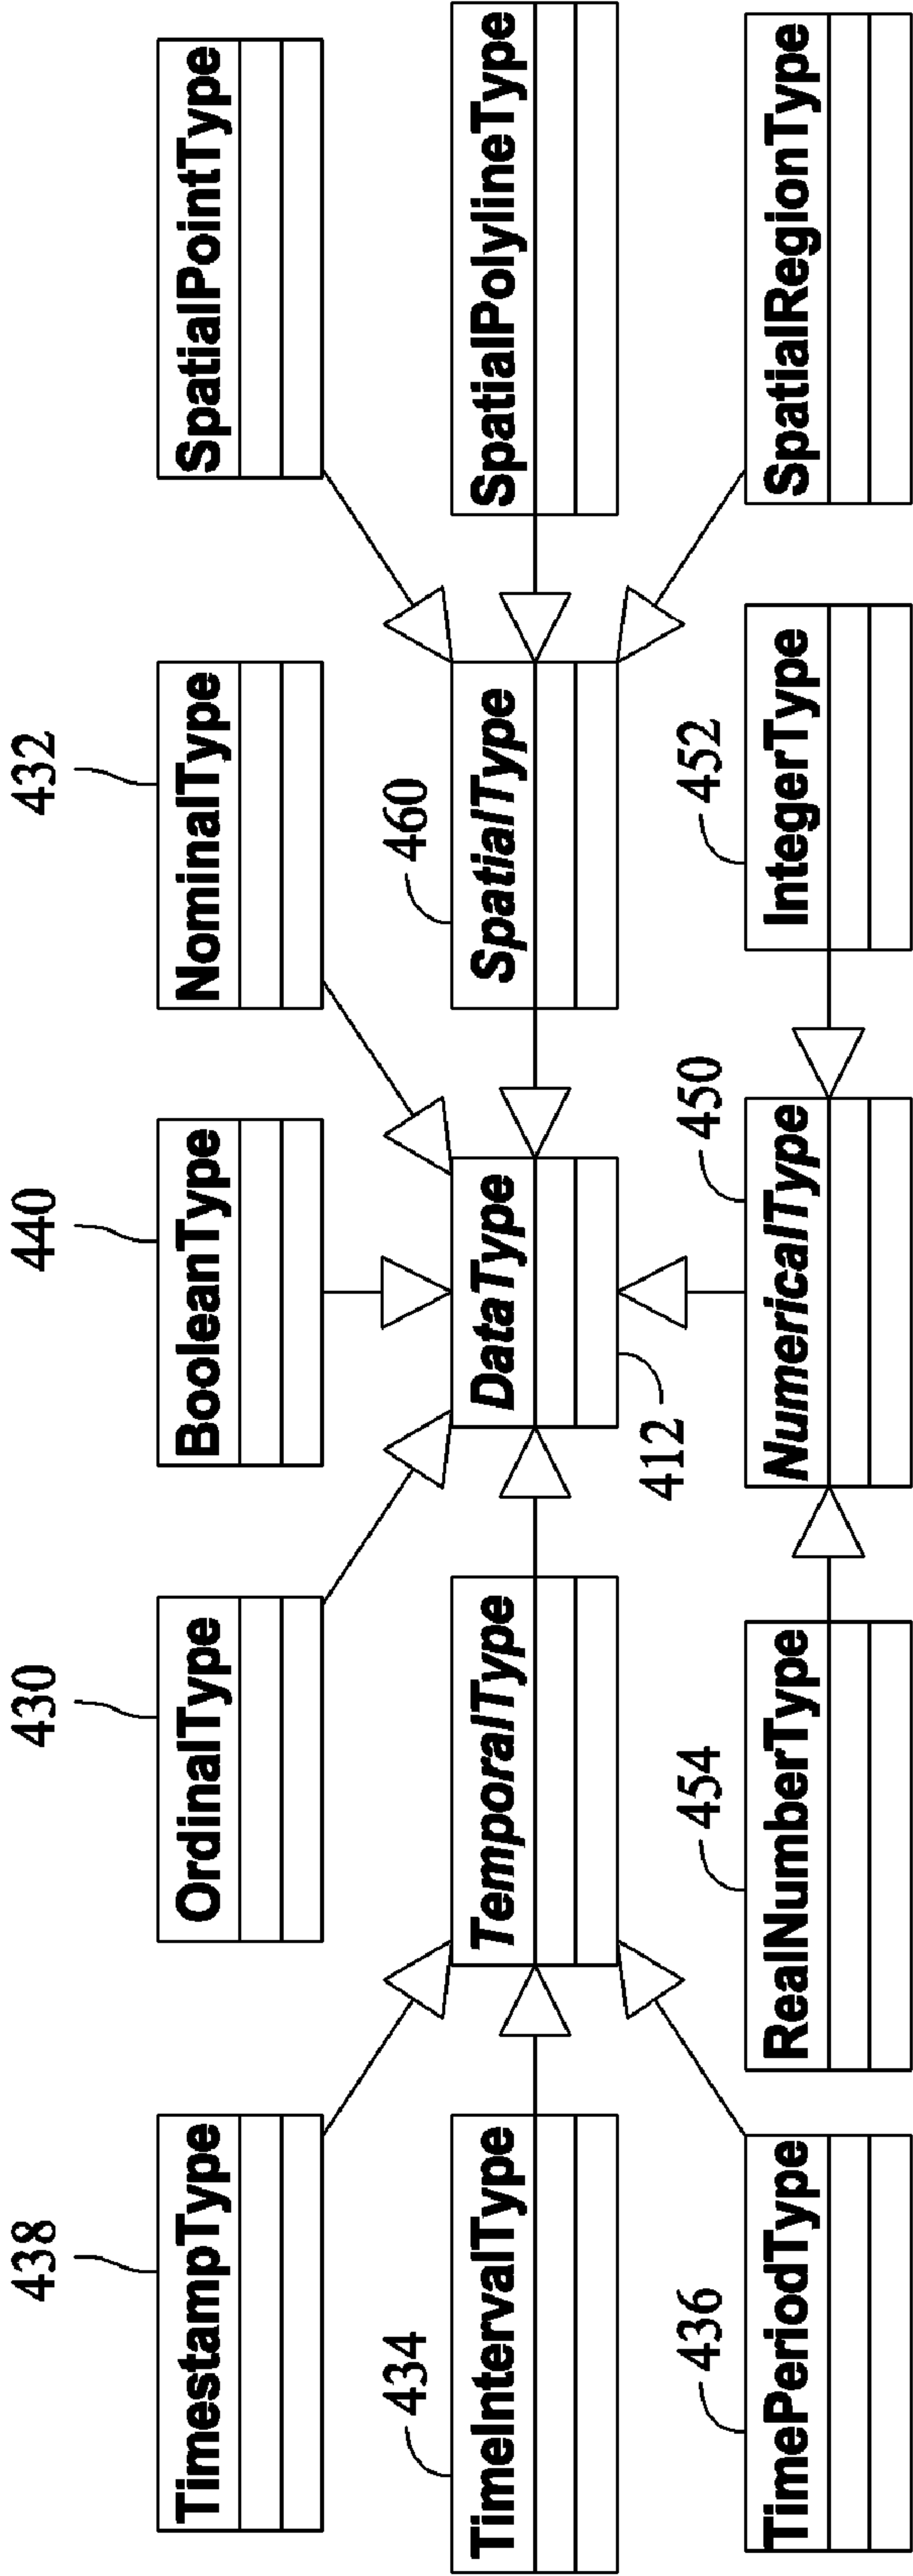 438
430
440
432
TimestampType
OrdinalType
BooleanType
NominalType
SpatialPointType
434
460
TimeIntervalType
TemporalType
DataType
SpatialType
SpatialPolylineType
412
436
454
450
452
TimePeriodType
RealNumberType
NumericalType
IntegerType
SpatialRegionType